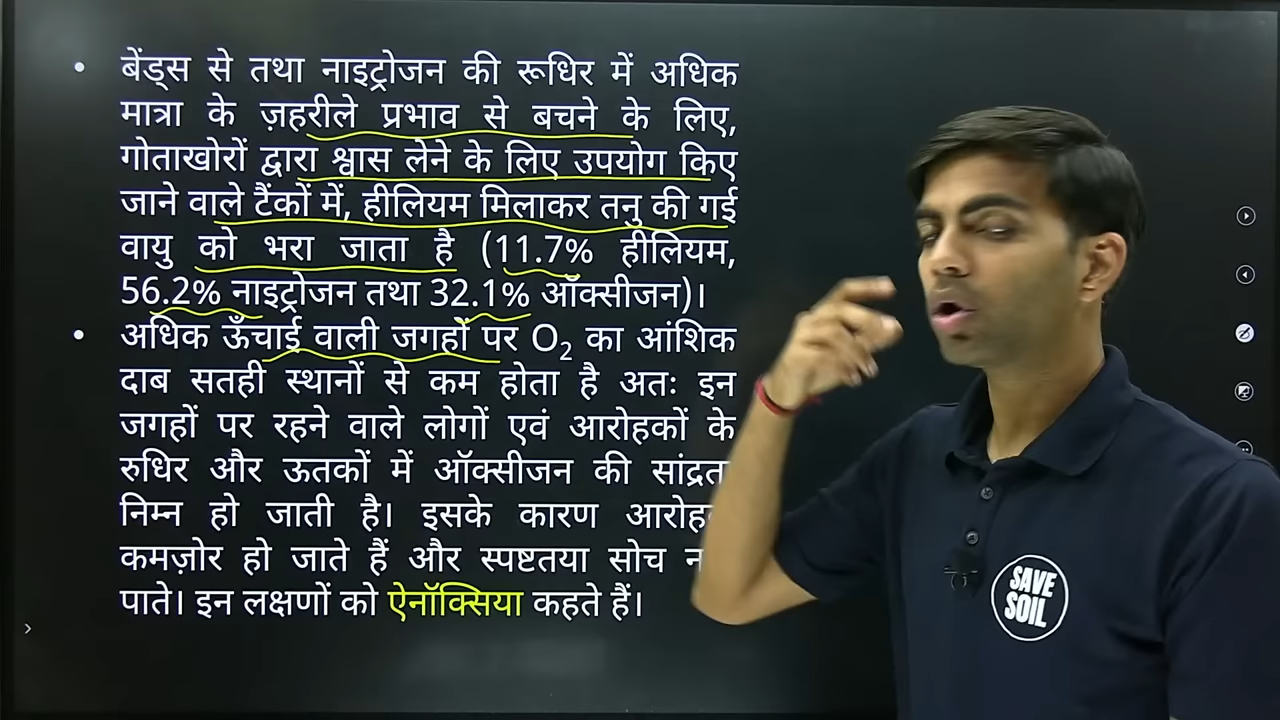 • बेंड्स से तथा नाइट्रोजन की रूधिर में अधिक
मात्रा के ज़हरीले प्रभाव से बचने के लिए,
गोताखोरों द्वारा श्वास लेने के लिए उपयोग किए
जाने वाले टैंकों में, हीलियम मिलाकर तनु की गई
वायु को भरा जाता है (11.7% हीलियम,
56.2% नाइट्रोजन तथा 32.1% ऑक्सीजन)।
• अधिक ऊँचाई वाली जगहों पर O₂ का आंशिक
दाब सतही स्थानों से कम होता है अतः इन
जगहों पर रहने वाले लोगों एवं आरोहकों के
रुधिर और ऊतकों में ऑक्सीजन की
निम्न हो जाती है। इसके कारण
कमज़ोर हो जाते हैं और स्पष्टतया सोच
पाते। इन लक्षणों को ऐनॉक्सिया कहते हैं।
SAVE
SOIL